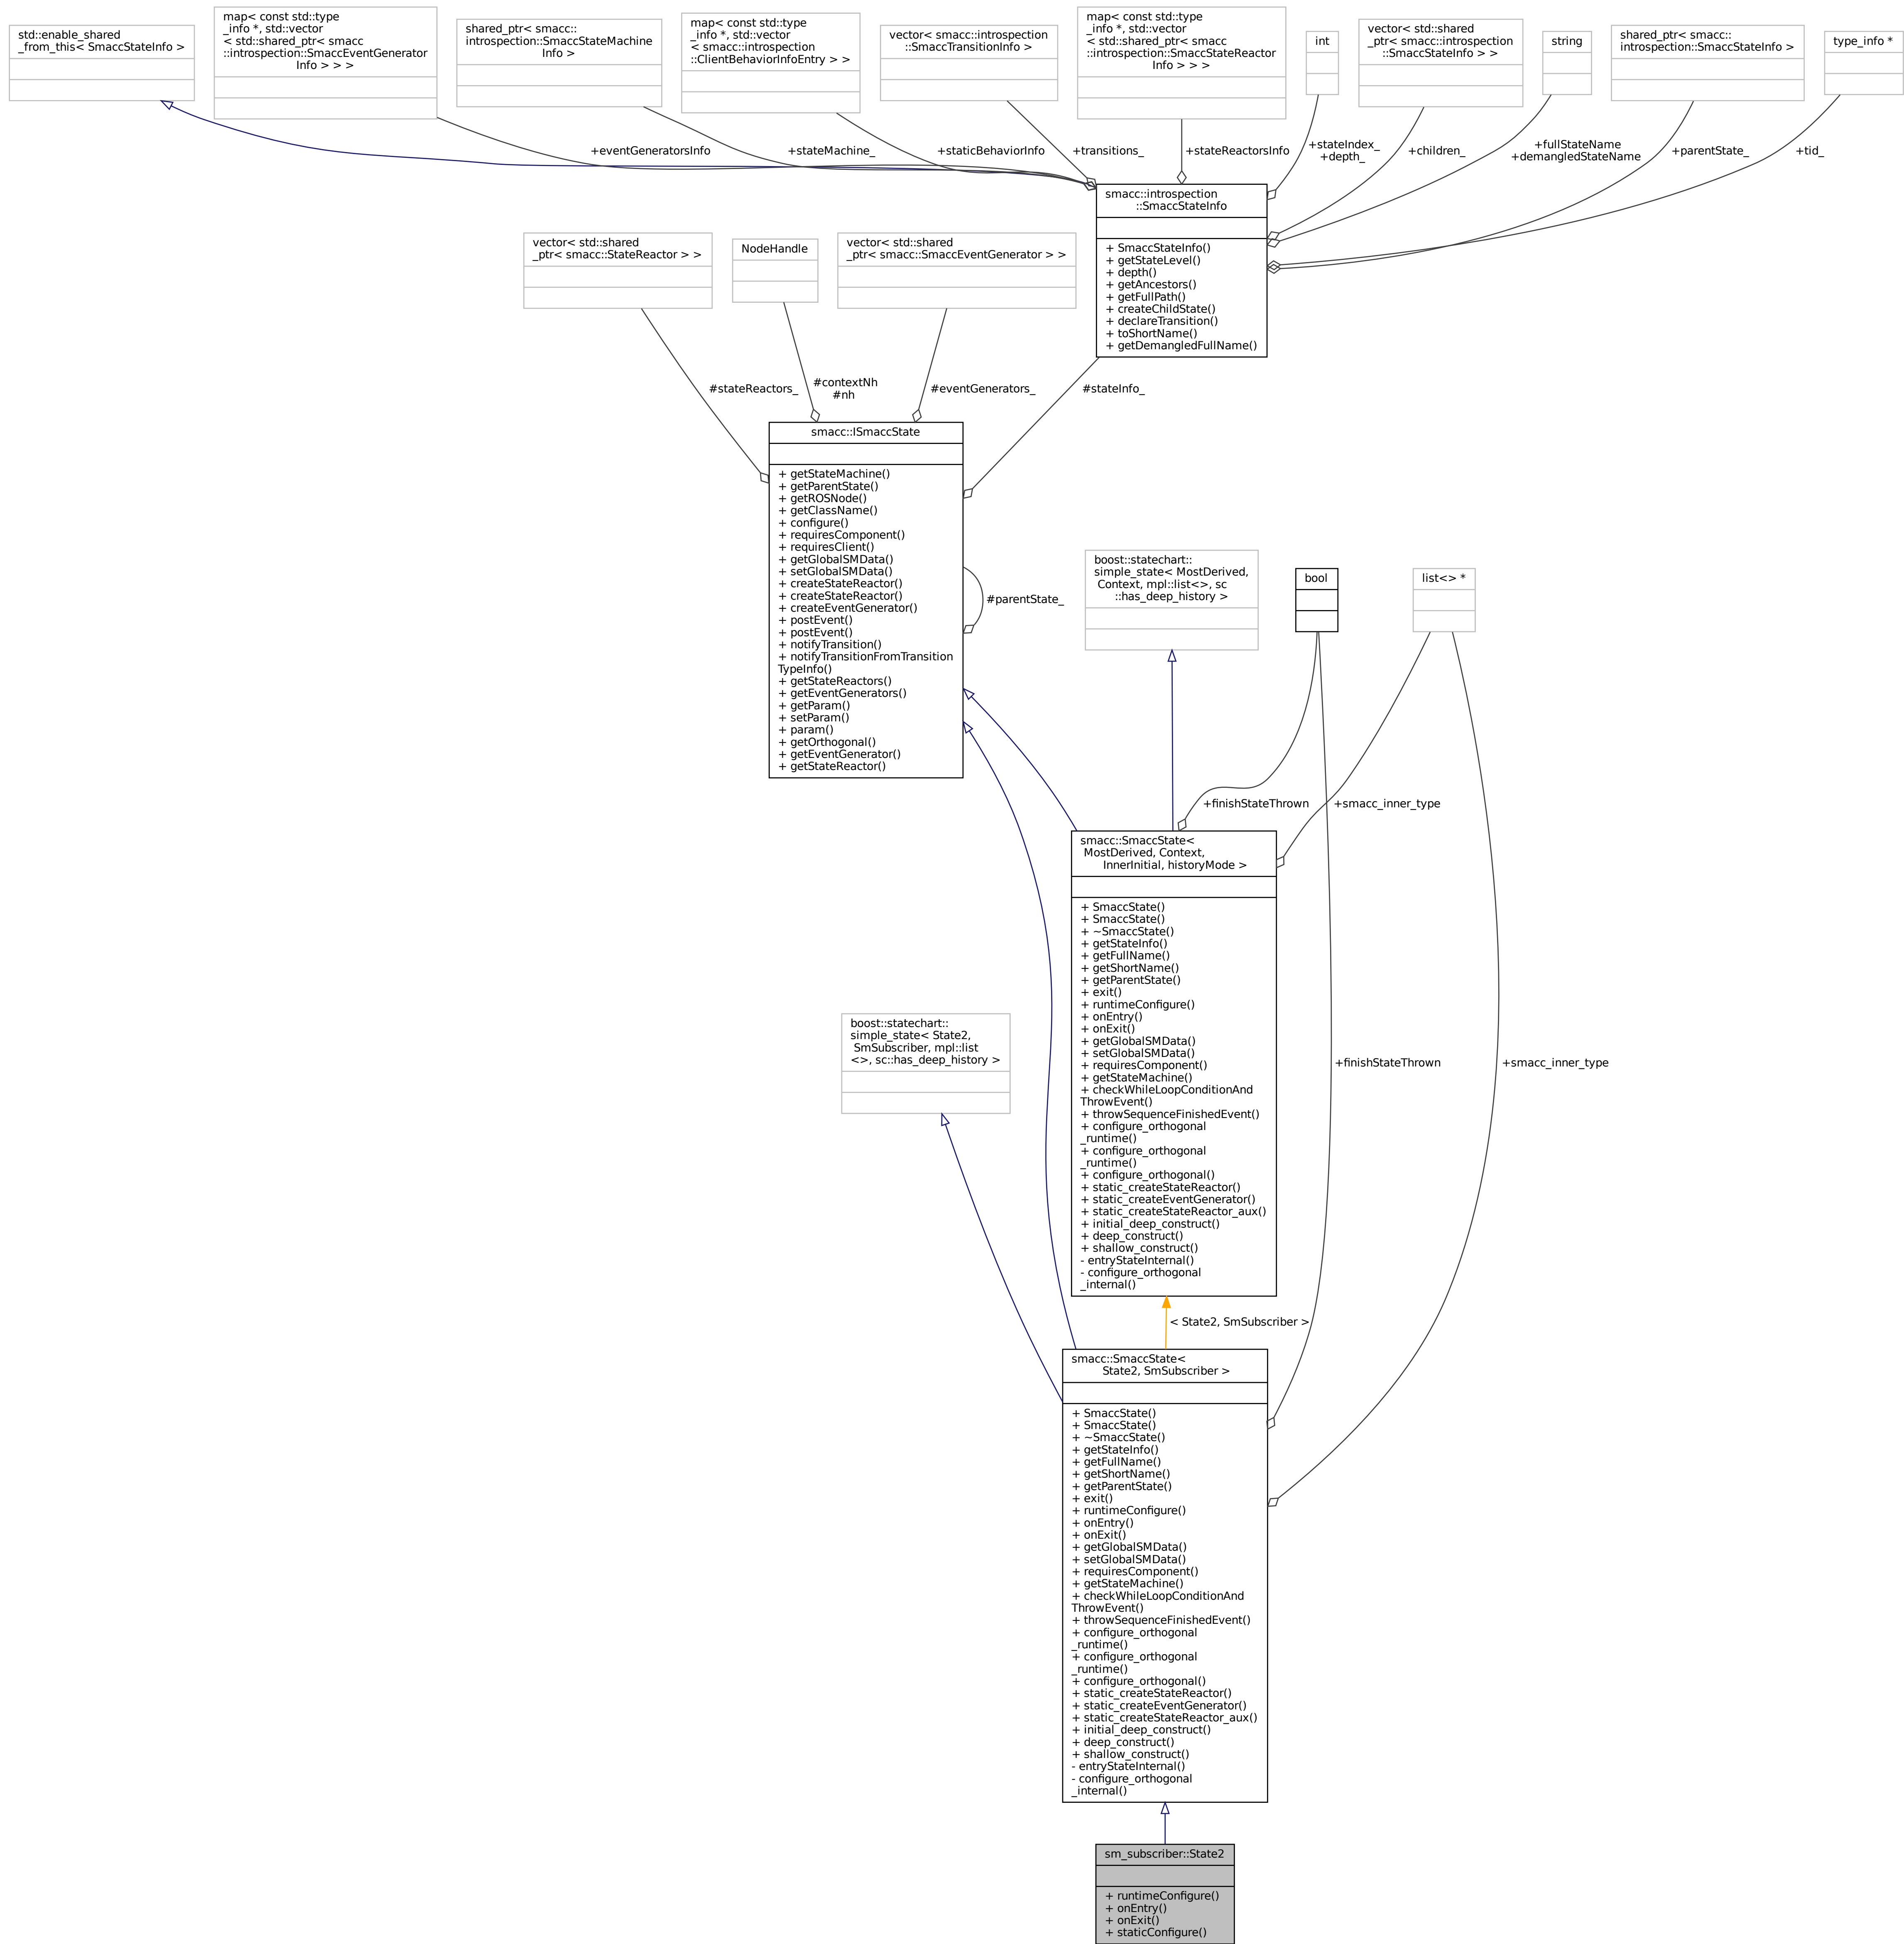 std::enable_shared
_from_this< SmaccStateInfo >
map< const std::type
_info *, std::vector
< std::shared_ptr< smacc
::introspection::SmaccEventGenerator
Info > > >
shared_ptr< smacc::
introspection::SmaccStateMachine
Info >
map< const std::type
_info *, std::vector
< smacc::introspection
::ClientBehaviorInfoEntry > >
vector< smacc::introspection
::SmaccTransitionInfo >
map< const std::type
_info *, std::vector
< std::shared_ptr< smacc
::introspection::SmaccStateReactor
Info > > >
int
vector< std::shared
_ptr< smacc::introspection
::SmaccStateInfo > >
string
shared_ptr< smacc::
introspection::SmaccStateInfo >
type_info *
+eventGeneratorsInfo
+stateMachine_
+staticBehaviorInfo
+transitions_
+stateReactorsInfo
+stateIndex_
+depth_
+children_
+fullStateName
+demangledStateName
+parentState_
+tid_
smacc::introspection
::SmaccStateInfo
+ SmaccStateInfo()
+ getStateLevel()
+ depth()
+ getAncestors()
+ getFullPath()
+ createChildState()
+ declareTransition()
+ toShortName()
+ getDemangledFullName()
vector< std::shared
_ptr< smacc::StateReactor > >
NodeHandle
vector< std::shared
_ptr< smacc::SmaccEventGenerator > >
#stateReactors_
#contextNh
#nh
#eventGenerators_
#stateInfo_
smacc::ISmaccState
+ getStateMachine()
+ getParentState()
+ getROSNode()
+ getClassName()
+ configure()
+ requiresComponent()
+ requiresClient()
+ getGlobalSMData()
+ setGlobalSMData()
+ createStateReactor()
+ createStateReactor()
+ createEventGenerator()
+ postEvent()
+ postEvent()
+ notifyTransition()
+ notifyTransitionFromTransition
TypeInfo()
+ getStateReactors()
+ getEventGenerators()
+ getParam()
+ setParam()
+ param()
+ getOrthogonal()
+ getEventGenerator()
+ getStateReactor()
#parentState_
boost::statechart::
simple_state< MostDerived,
Context, mpl::list<>, sc
::has_deep_history >
bool
list<> *
+finishStateThrown
+smacc_inner_type
smacc::SmaccState<
MostDerived, Context,
InnerInitial, historyMode >
+ SmaccState()
+ SmaccState()
+ ~SmaccState()
+ getStateInfo()
+ getFullName()
+ getShortName()
+ getParentState()
+ exit()
+ runtimeConfigure()
+ onEntry()
+ onExit()
+ getGlobalSMData()
+ setGlobalSMData()
+ requiresComponent()
+ getStateMachine()
+ checkWhileLoopConditionAnd
ThrowEvent()
+ throwSequenceFinishedEvent()
+ configure_orthogonal
_runtime()
+ configure_orthogonal
_runtime()
+ configure_orthogonal()
+ static_createStateReactor()
+ static_createEventGenerator()
+ static_createStateReactor_aux()
+ initial_deep_construct()
+ deep_construct()
+ shallow_construct()
- entryStateInternal()
- configure_orthogonal
_internal()
boost::statechart::
simple_state< State2,
SmSubscriber, mpl::list
<>, sc::has_deep_history >
+finishStateThrown
+smacc_inner_type
< State2, SmSubscriber >
smacc::SmaccState<
State2, SmSubscriber >
+ SmaccState()
+ SmaccState()
+ ~SmaccState()
+ getStateInfo()
+ getFullName()
+ getShortName()
+ getParentState()
+ exit()
+ runtimeConfigure()
+ onEntry()
+ onExit()
+ getGlobalSMData()
+ setGlobalSMData()
+ requiresComponent()
+ getStateMachine()
+ checkWhileLoopConditionAnd
ThrowEvent()
+ throwSequenceFinishedEvent()
+ configure_orthogonal
_runtime()
+ configure_orthogonal
_runtime()
+ configure_orthogonal()
+ static_createStateReactor()
+ static_createEventGenerator()
+ static_createStateReactor_aux()
+ initial_deep_construct()
+ deep_construct()
+ shallow_construct()
- entryStateInternal()
- configure_orthogonal
_internal()
sm_subscriber::State2
+ runtimeConfigure()
+ onEntry()
+ onExit()
+ staticConfigure()